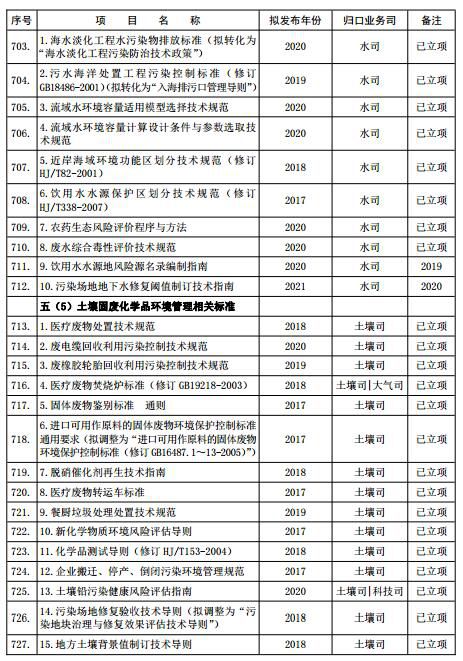 序号 项 目 名 称 拟发布年份 归口业务司 备注
703. 1.海水淡化工程水污染物排放标准（拟转化为 2020 水司 已立项
“海水淡化工程污染防治技术政策”）
704. 2.污水海洋处置工程污染控制标准（修订 2019 水司 已立项
GB18486-2001)(拟转化为“入海排污口管理导则”）
705. 3.流域水环境容量适用模型选择技术规范 2020 水司 已立项
706. 4.流域水环境容量计算设计条件与参数选取技 2020 水司 已立项
术规范
707. 5.近岸海域环境功能区划分技术规范（修订 2018 水司 已立项
HJ/T82-2001)
708. 6.饮用水水源保护区划分技术规范（修订 2017 水司 已立项
HJ/T338-2007)
709. 7.农药生态风险评价程序与方法 2020 水司 已立项
710. 8.废水综合毒性评价技术规范 2020 水司 已立项
711. 9.饮用水水源地风险源名录编制指南 2020 水司 2019
712. 10.污染场地地下水修复阈值制订技术指南 2021 水司 2020
五（5）土壤固废化学品环境管理相关标准
713. 1.医疗废物处置技术规范 2018 土壤司 已立项
714. 2.废电缆回收利用污染控制技术规范 2020 土壤司 已立项
715. 3.废橡胶轮胎回收利用污染控制技术规范 2019 土壤司 已立项
716. 4.医疗废物焚烧炉标准（修订 GB19218-2003） 2018 土壤司|大气司 已立项
717. 5.固体废物鉴别标准 通则 2017 土壤司 已立项
718. 6.进口可用作原料的固体废物环境保护控制标准 2017 土壤司 已立项
通用要求（拟调整为“进口可用作原料的固体废物
环境保护控制标准（修订 GB16487.1～13-2005)”）
719. 7.脱硝催化剂再生技术指南 2018 土壤司 已立项
720. 8.医疗废物转运车标准 2017 土壤司 已立项
721. 9.餐厨垃圾处理处置技术规范 2019 土壤司 已立项
722. 10.新化学物质环境风险评估导则 2017 土壤司 已立项
723. 11.化学品测试导则（修订 HJ/T153-2004） 2018 土壤司 已立项
724. 12.企业搬迁、停产、倒闭污染环境管理规范 2017 土壤司 已立项
725. 13.土壤铅污染健康风险评估指南 2020 土壤司|科技司 已立项
726. 14.污染场地修复验收技术导则（拟调整为“污 2018 土壤司 已立项
染地块治理与修复效果评估技术导则”）
727. 15.地方土壤背景值制订技术导则 2018 土壤司 已立项